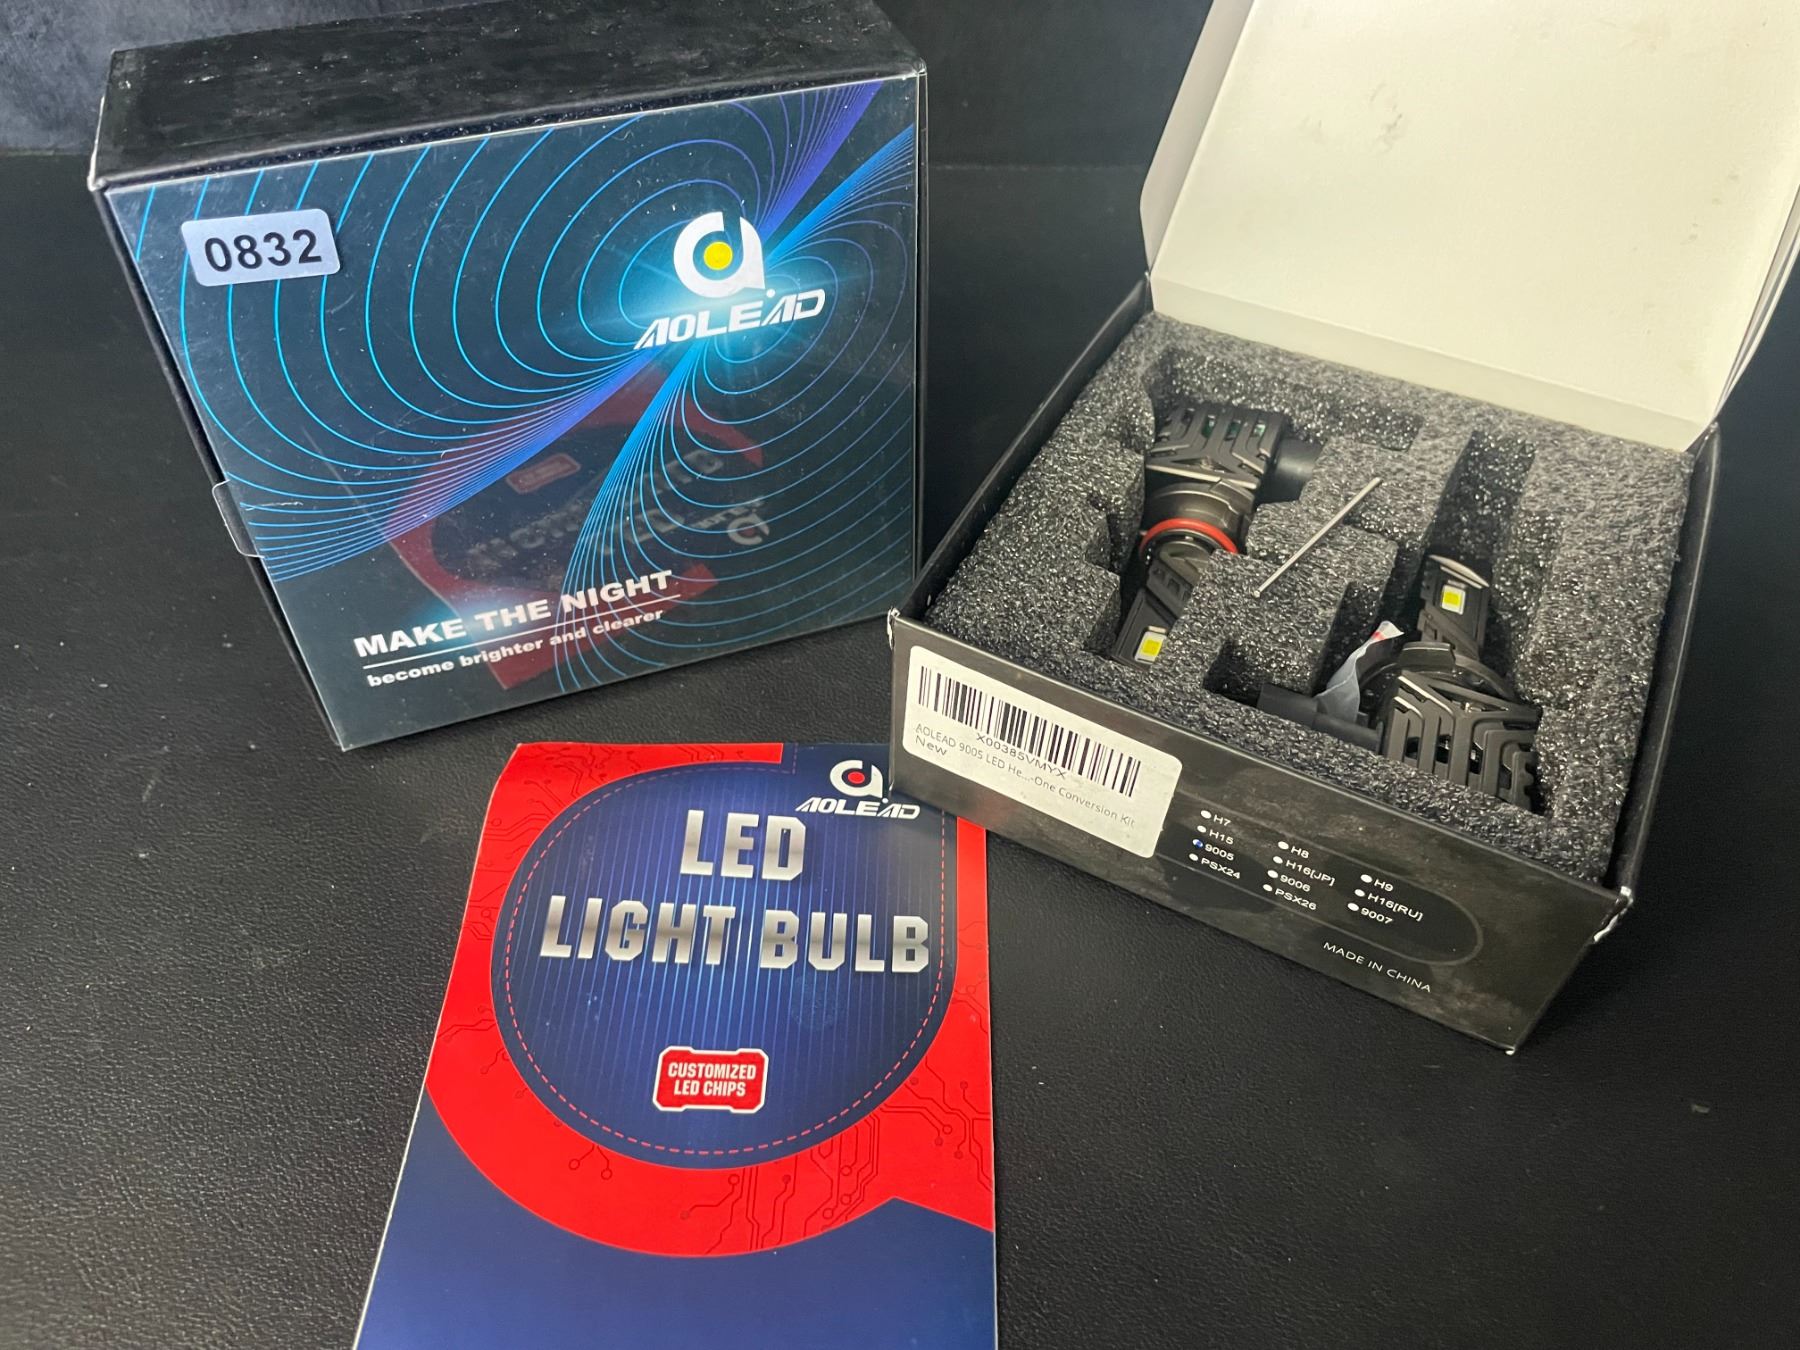 0832
AOLEAD
MAKE THE NIGHT
become brighter and clearer
AOLEAD
LED
LIGHT BULB
CUSTOMIZED
LED CHIPS
X00385VMYX
AOLEAD 9005 LED He...-One Conversion Kit
New
H7
H8
H9
H15
H16[JP]
H16[RU]
9005
9006
9007
PSX24
PSX26
MADE IN CHINA